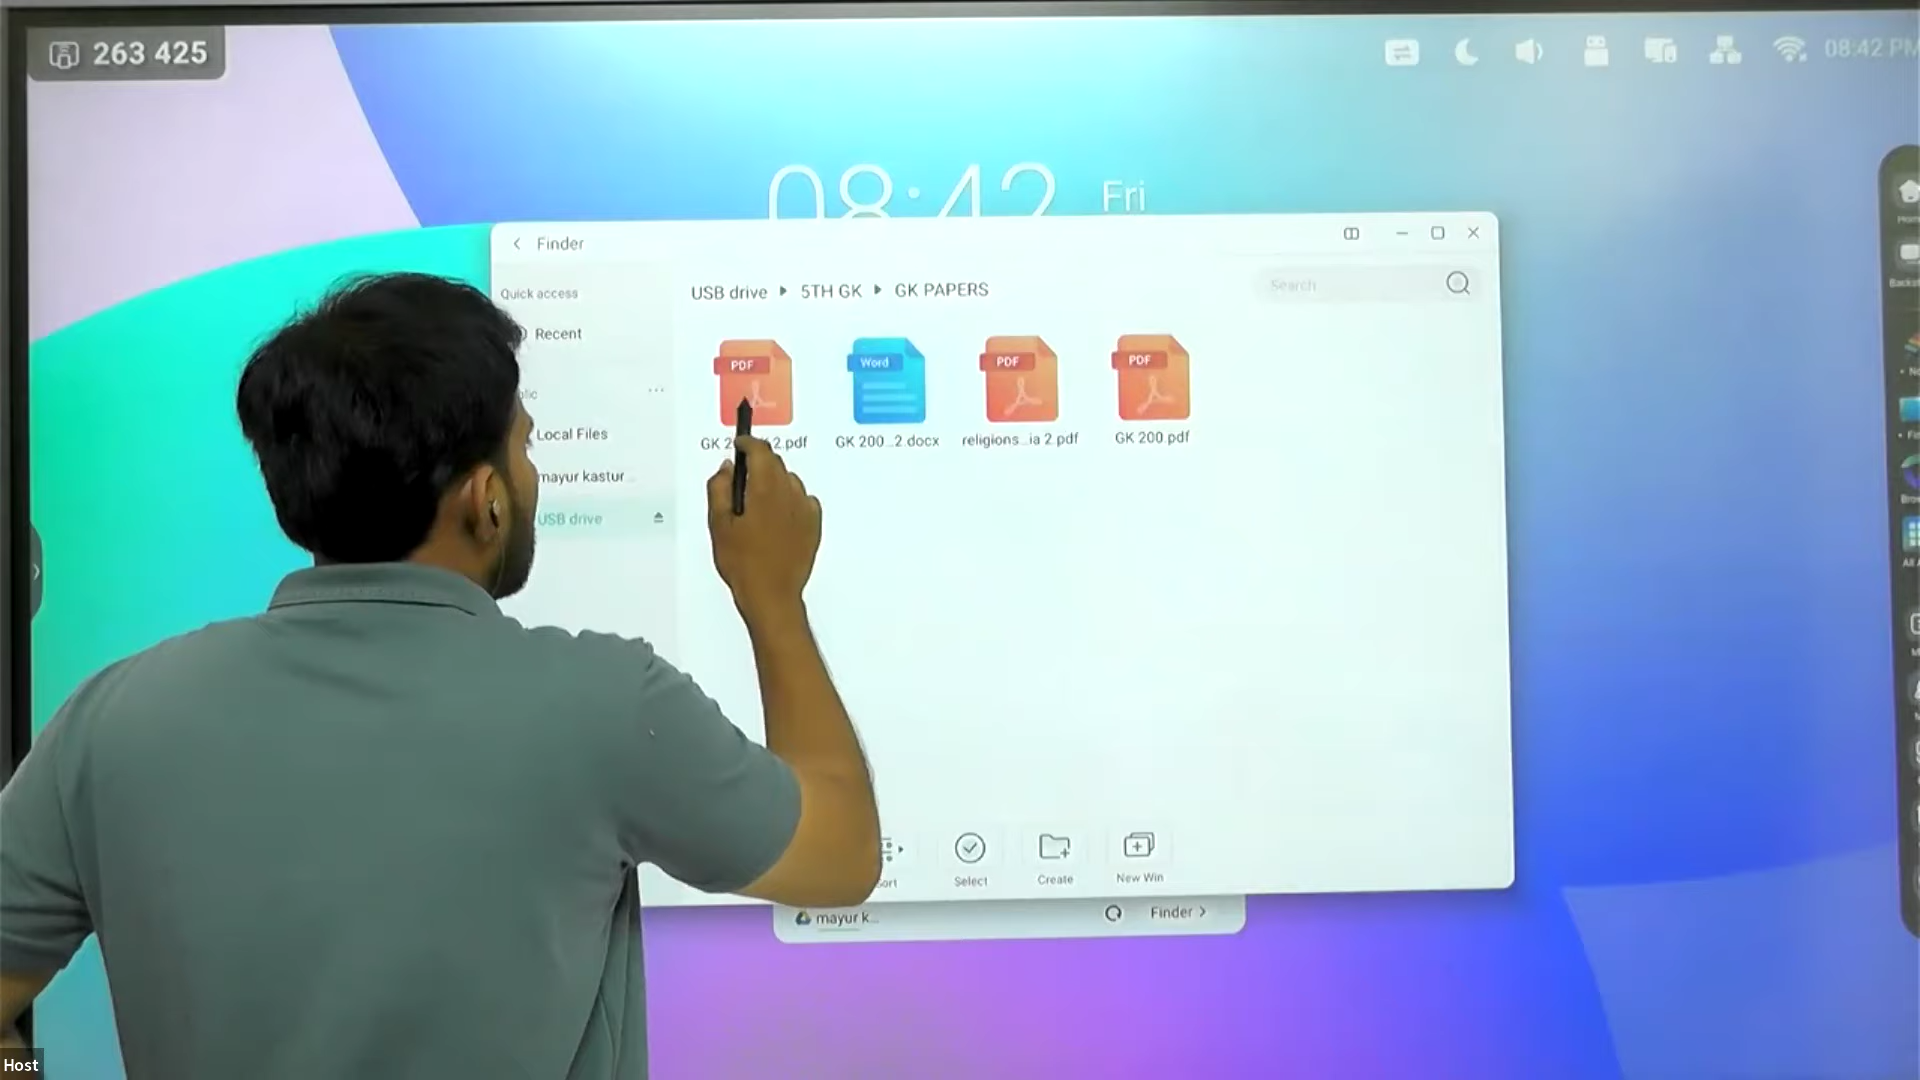 263 425
08:42 PM
08:42 Fri
Finder
Quick access
USB drive 5TH GK GK PAPERS
Search
Recent
Local Files
mayur kastur...
USB drive
PDF
Word
PDF
PDF
2.pdf
GK 200...2.docx
religions...ia 2.pdf
GK 200.pdf
Select
Create
New Win
mayur k...
Finder
Host